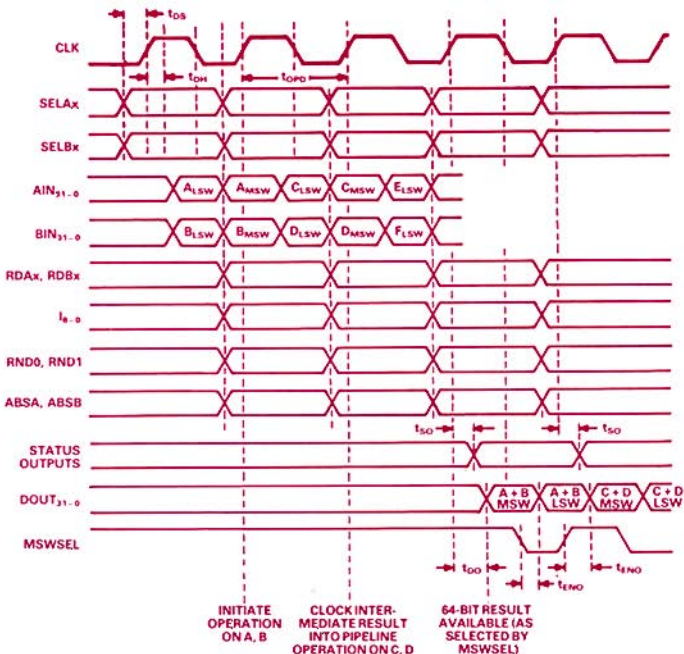 tDS
CLK
tDH
tOPD
SELAx
SELBx
AIN31-0 ALSW AMSW CLSW CMSW ELSW
BIN31-0 BLSW BMSW DLSW DMSW FLSW
RDAx, RDBx
I8-0
RND0, RND1
ABSA, ABSB
tSO tSO
STATUS
OUTPUTS
DOUT31-0 A + B MSW A + B LSW C + D MSW C + D LSW
MSWSEL
tDO tENO tENO
INITIATE
OPERATION
ON A, B
CLOCK INTER-
MEDIATE RESULT
INTO PIPELINE
OPERATION ON C, D
64-BIT RESULT
AVAILABLE (AS
SELECTED BY
MSWSEL)